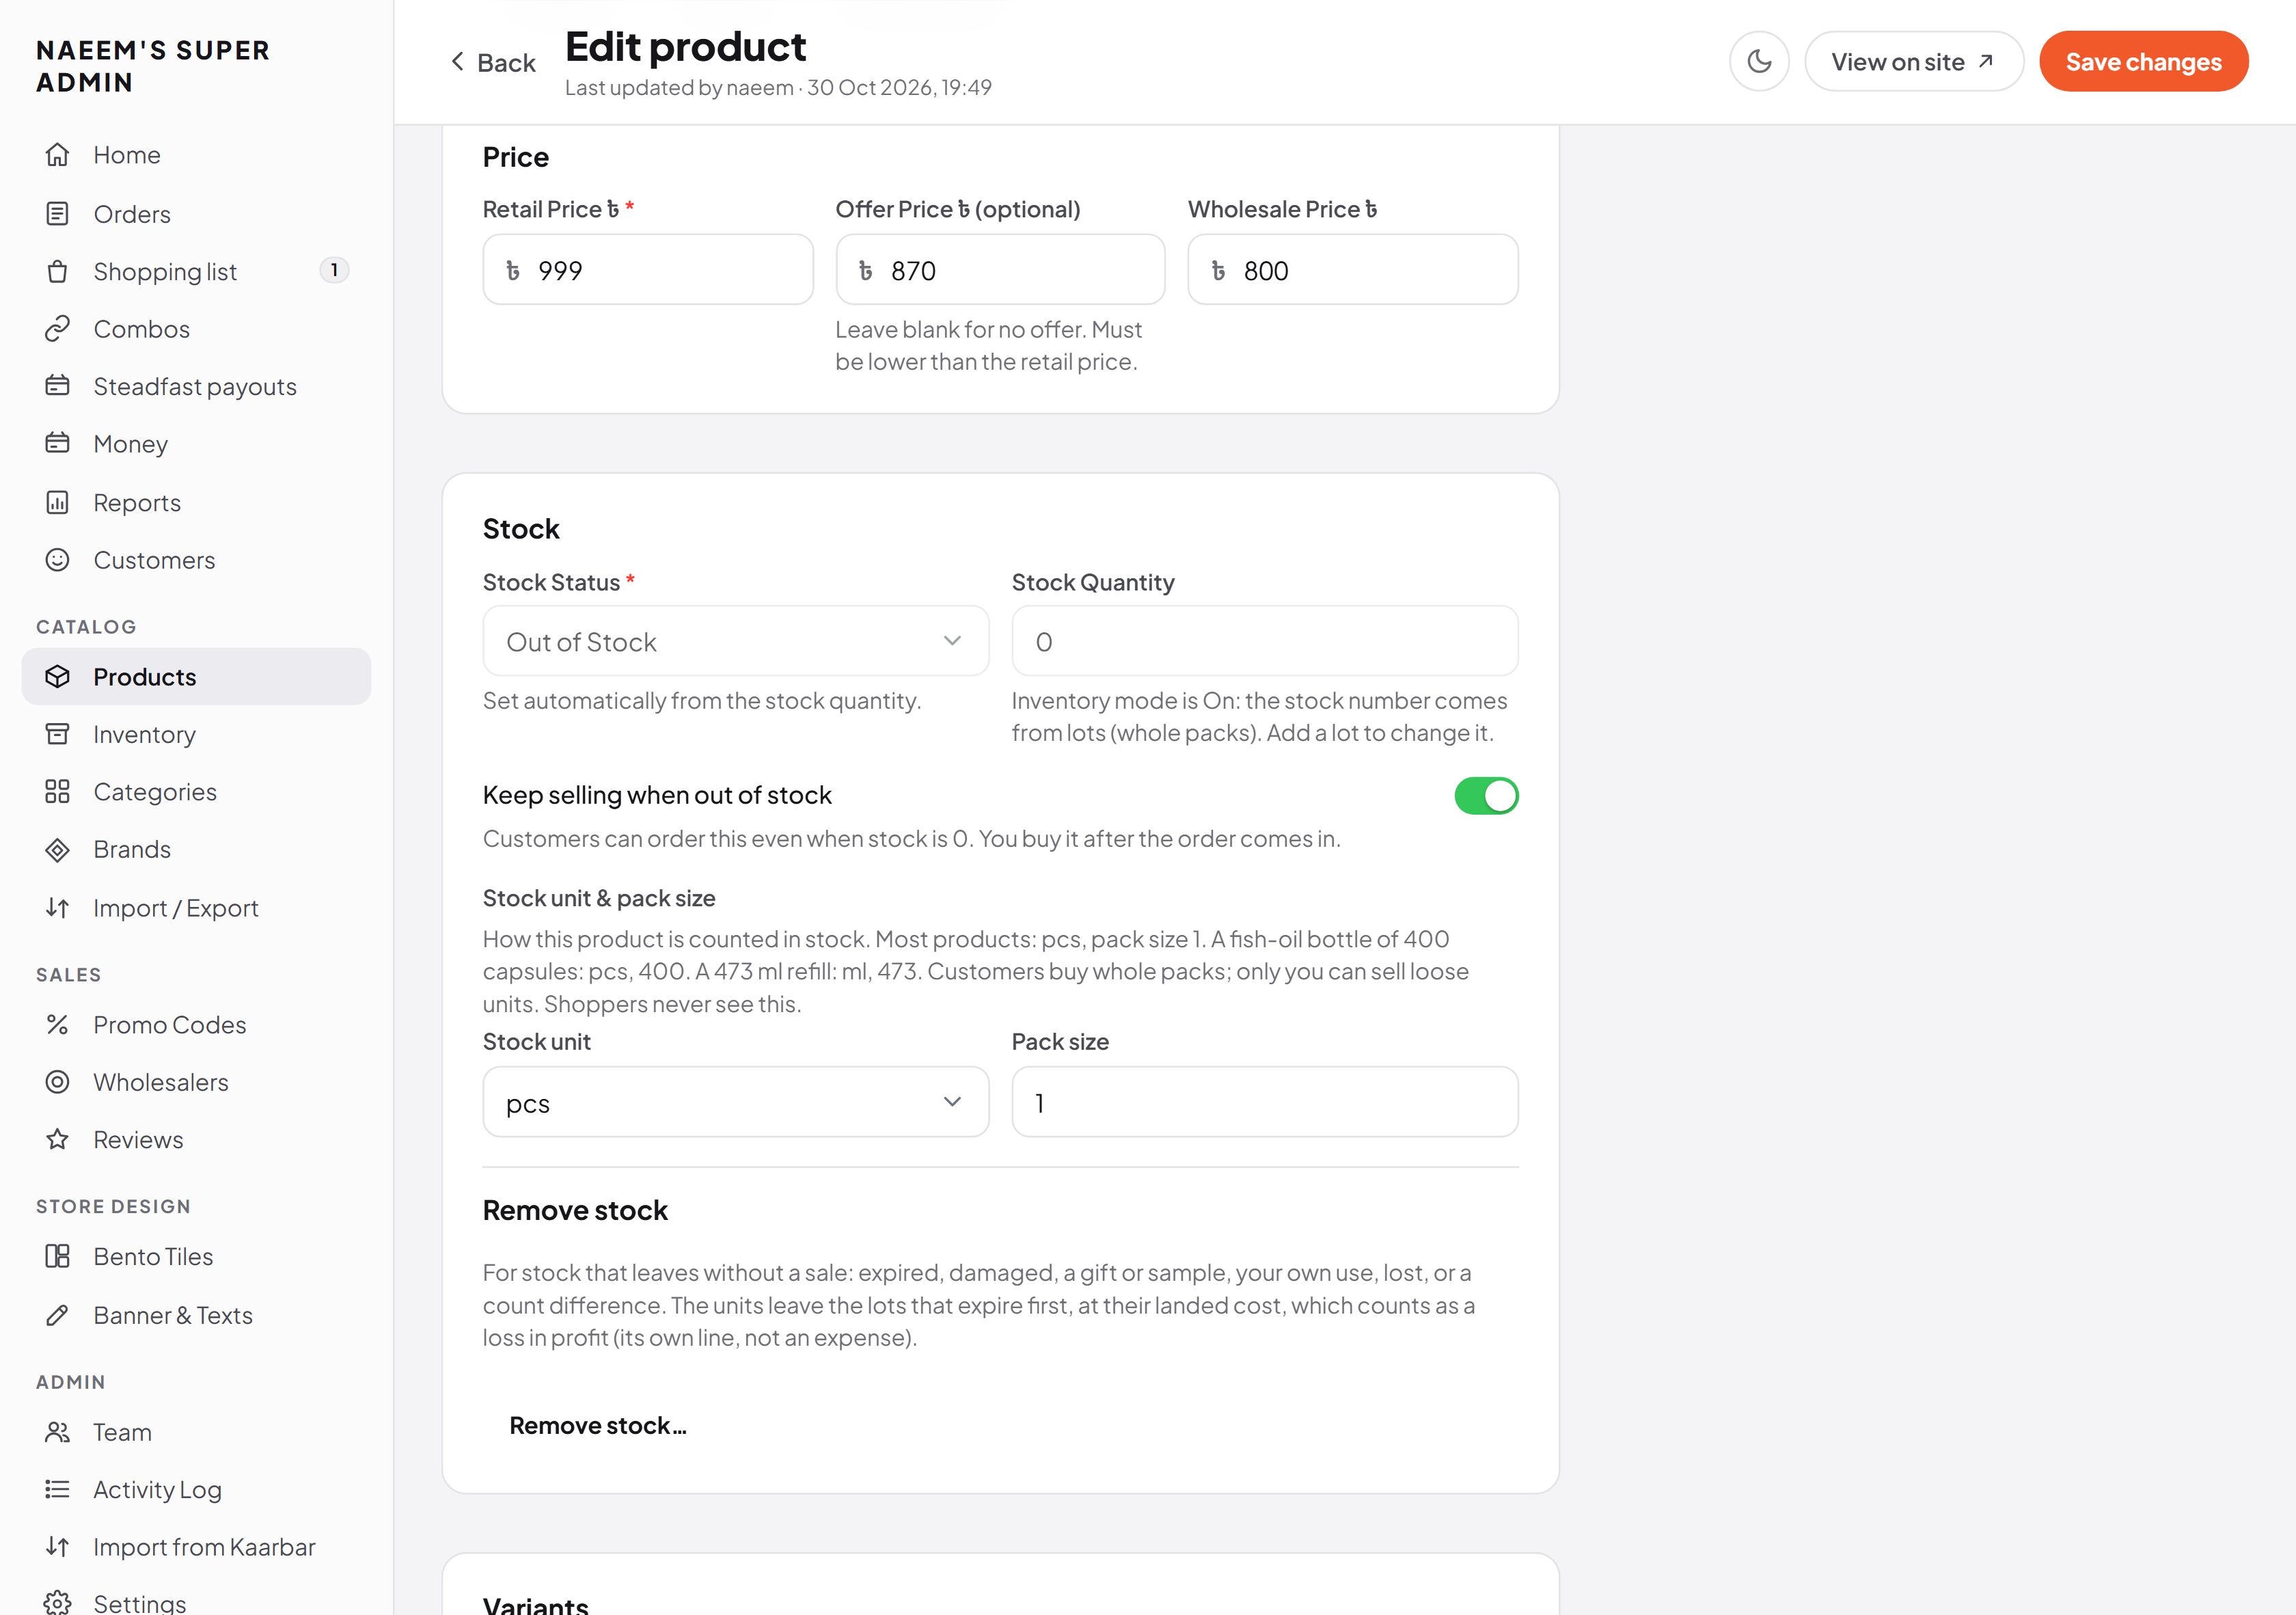 NAEEM'S SUPER
ADMIN
Home
Orders
Shopping list
1
Combos
Steadfast payouts
Money
Reports
Customers
CATALOG
Products
Inventory
Categories
Brands
Import / Export
SALES
Promo Codes
Wholesalers
Reviews
STORE DESIGN
Bento Tiles
Banner & Texts
ADMIN
Team
Activity Log
Import from Kaarbar
Settings
Back
Edit product
Last updated by naeem · 30 Oct 2026, 19:49
View on site ↗
Save changes
Price
Retail Price ৳ *
৳ 999
Offer Price ৳ (optional)
৳ 870
Leave blank for no offer. Must
be lower than the retail price.
Wholesale Price ৳
৳ 800
Stock
Stock Status *
Out of Stock
Set automatically from the stock quantity.
Stock Quantity
0
Inventory mode is On: the stock number comes
from lots (whole packs). Add a lot to change it.
Keep selling when out of stock
Customers can order this even when stock is 0. You buy it after the order comes in.
Stock unit & pack size
How this product is counted in stock. Most products: pcs, pack size 1. A fish-oil bottle of 400
capsules: pcs, 400. A 473 ml refill: ml, 473. Customers buy whole packs; only you can sell loose
units. Shoppers never see this.
Stock unit
pcs
Pack size
1
Remove stock
For stock that leaves without a sale: expired, damaged, a gift or sample, your own use, lost, or a
count difference. The units leave the lots that expire first, at their landed cost, which counts as a
loss in profit (its own line, not an expense).
Remove stock…
Variants